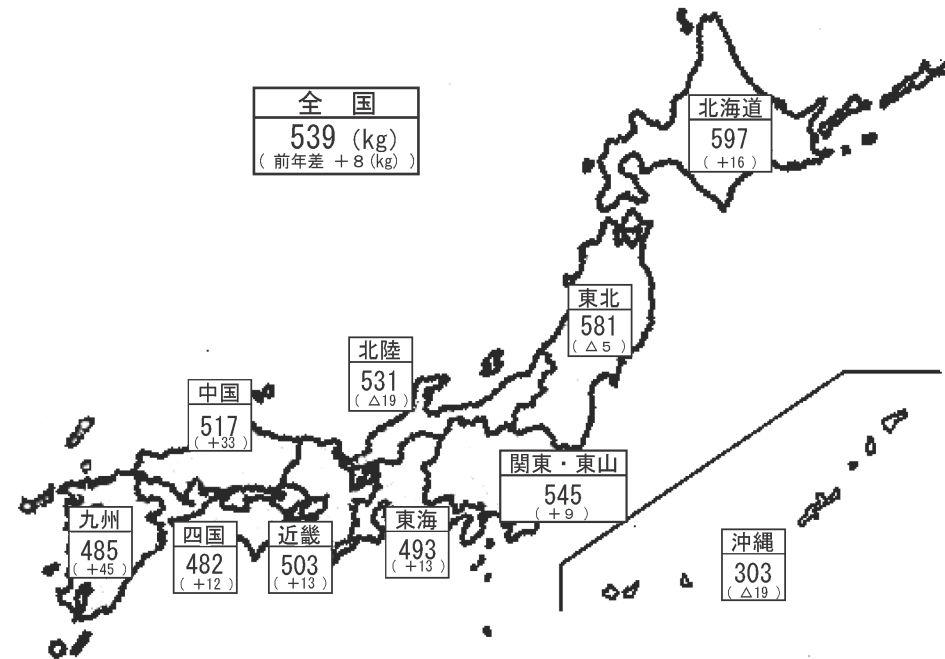 全 国
539 (kg)
( 前年差 +8(kg) )
北海道
597
( +16 )
東北
581
( △5 )
北陸
531
( △19 )
中国
517
( +33 )
関東・東山
545
( +9 )
九州
485
( +45 )
四国
482
( +12 )
近畿
503
( +13 )
東海
493
( +13 )
沖縄
303
( △19 )